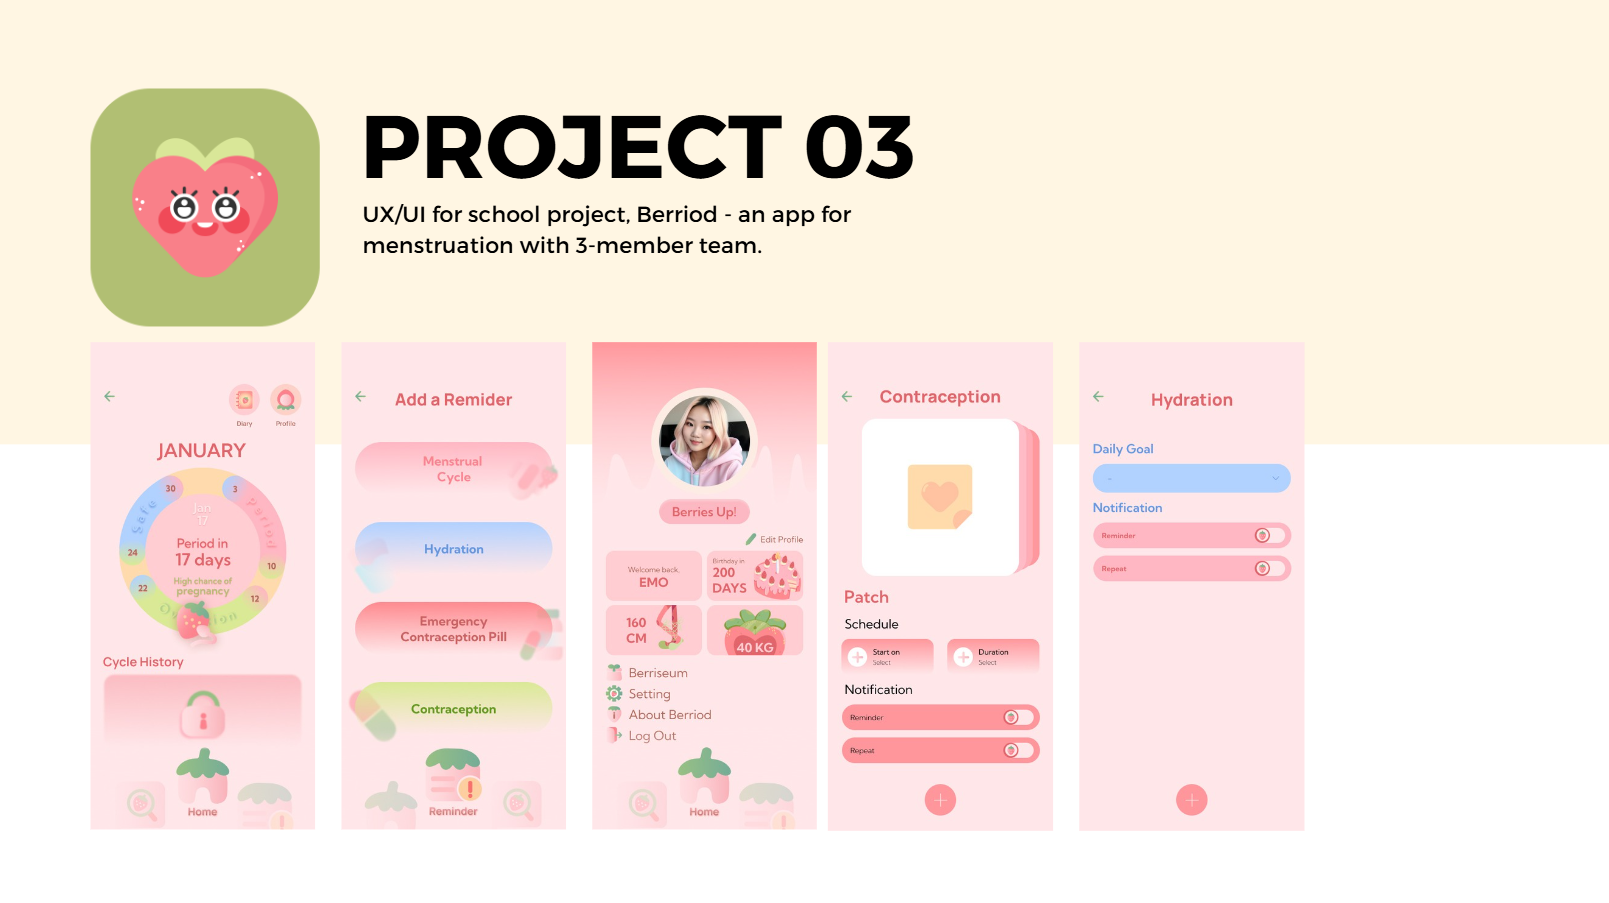 PROJECT 03
UX/UI for school project, Berriod - an app for
menstruation with 3-member team.
Diary
Profile
JANUARY
30
3
Safe
Period
Jan
17
Period in
17 days
High chance of
pregnancy
24
10
22
12
Cycle History
Home
Add a Remider
Menstrual
Cycle
Hydration
Emergency
Contraception Pill
Contraception
Reminder
Berries Up!
Edit Profile
Welcome back,
EMO
Birthday in
200
DAYS
160
CM
40 KG
Berriseum
Setting
About Berriod
Log Out
Home
Contraception
Patch
Schedule
Start on
Select
Duration
Select
Notification
Reminder
Repeat
Hydration
Daily Goal
-
Notification
Reminder
Repeat